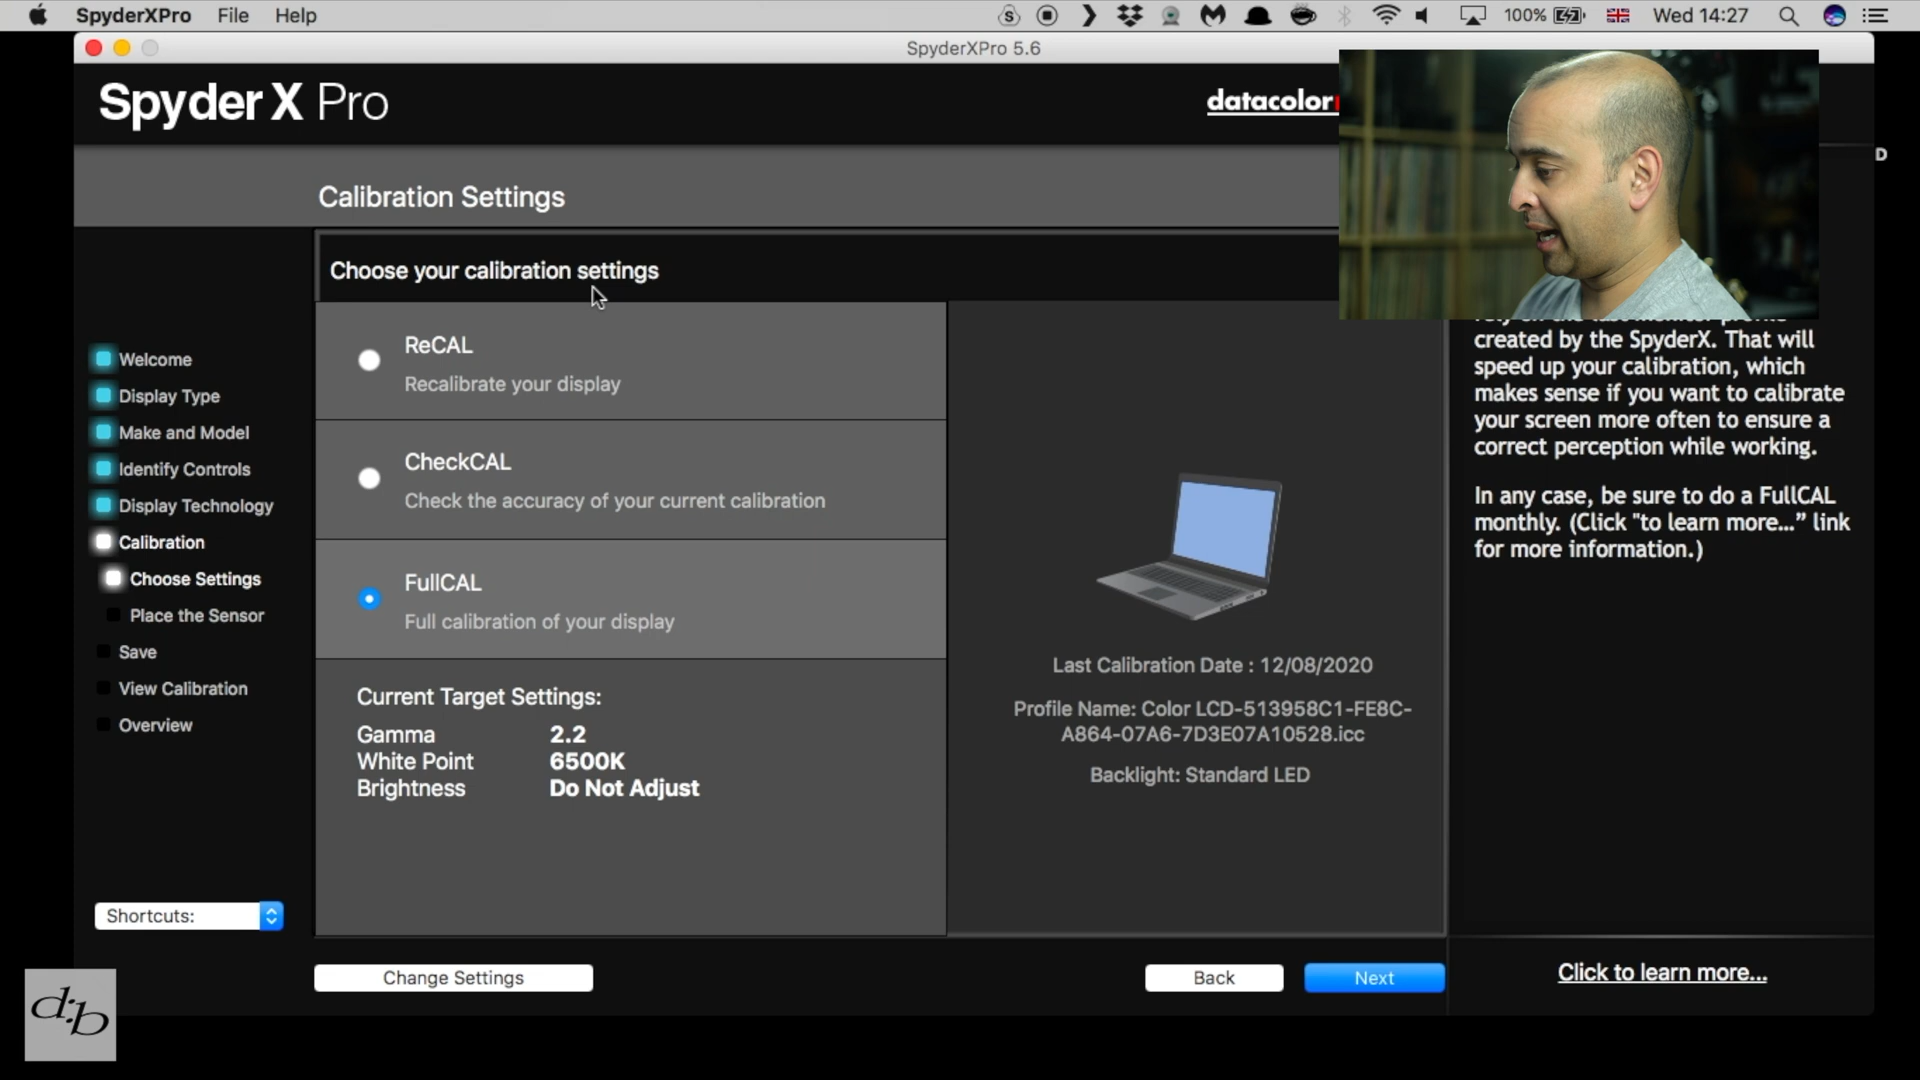 SpyderXPro File Help 100% Wed 14:27
SpyderXPro 5.6
Spyder X Pro
datacolor
D
Calibration Settings
Choose your calibration settings
ReCAL
Recalibrate your display
CheckCAL
Check the accuracy of your current calibration
FullCAL
Full calibration of your display
Current Target Settings:
Gamma 2.2
White Point 6500K
Brightness Do Not Adjust
Welcome
Display Type
Make and Model
Identify Controls
Display Technology
Calibration
Choose Settings
Place the Sensor
Save
View Calibration
Overview
Shortcuts:
Last Calibration Date : 12/08/2020
Profile Name: Color LCD-513958C1-FE8C-
A864-07A6-7D3E07A10528.icc
Backlight: Standard LED
created by the SpyderX. That will
speed up your calibration, which
makes sense if you want to calibrate
your screen more often to ensure a
correct perception while working.
In any case, be sure to do a FullCAL
monthly. (Click "to learn more…” link
for more information.)
Change Settings
Back
Next
Click to learn more...
d:b